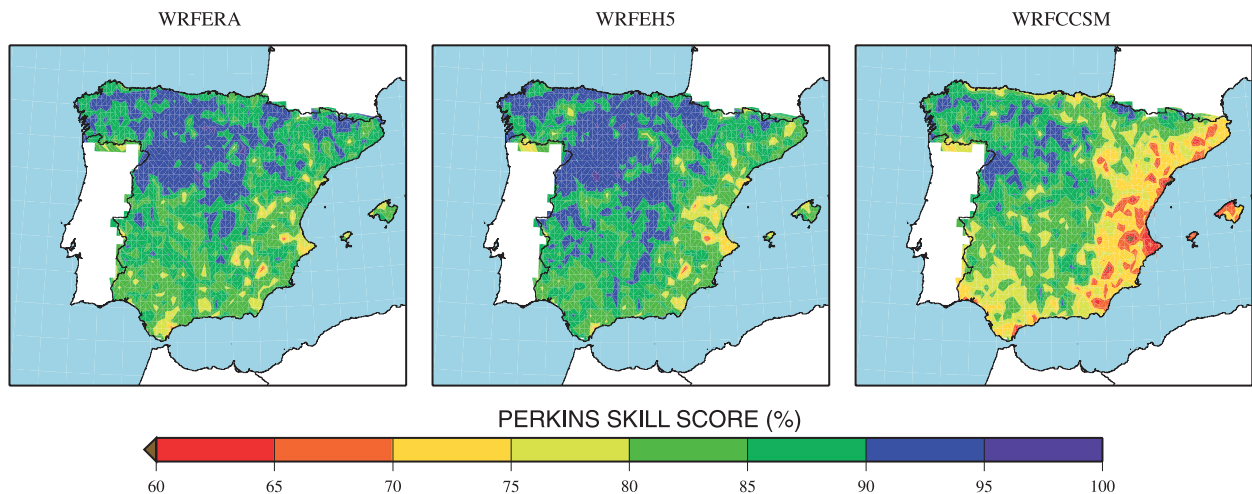 WRFERA WRFEH5 WRFCCSM
PERKINS SKILL SCORE (%)
60 65 70 75 80 85 90 95 100